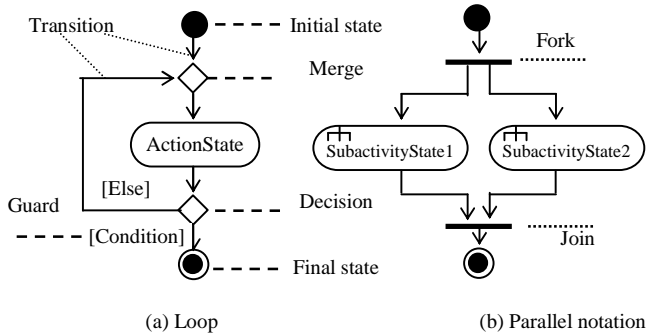 Transition
Initial state
Merge
ActionState
[Else]
Guard
Decision
[Condition]
Final state
(a) Loop
Fork
SubactivityState1
SubactivityState2
Join
(b) Parallel notation